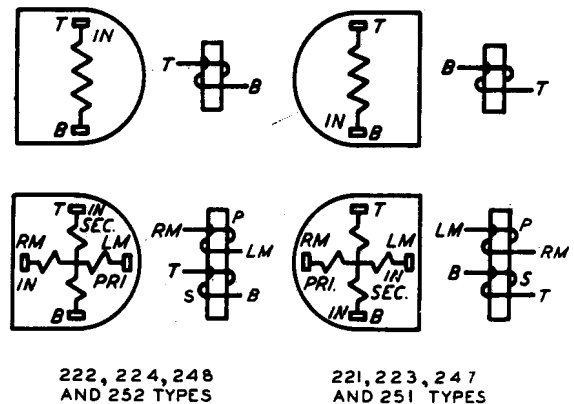 T IN
B
T
B
T
IN B
B
T
T IN SEC.
RM LM
IN PRI
B
RM P
LM
T
S B
T
RM LM
PRI. IN SEC.
IN B
LM P
RM
B S
T
222, 224, 248
AND 252 TYPES
221, 223, 247
AND 251 TYPES